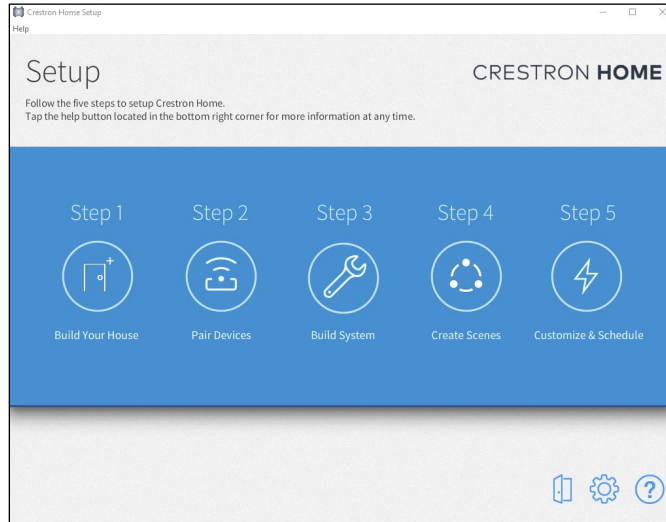 Crestron Home Setup
Help
Setup
CRESTRON HOME
Follow the five steps to setup Crestron Home.
Tap the help button located in the bottom right corner for more information at any time.
Step 1
Step 2
Step 3
Step 4
Step 5
Build Your House
Pair Devices
Build System
Create Scenes
Customize & Schedule
?